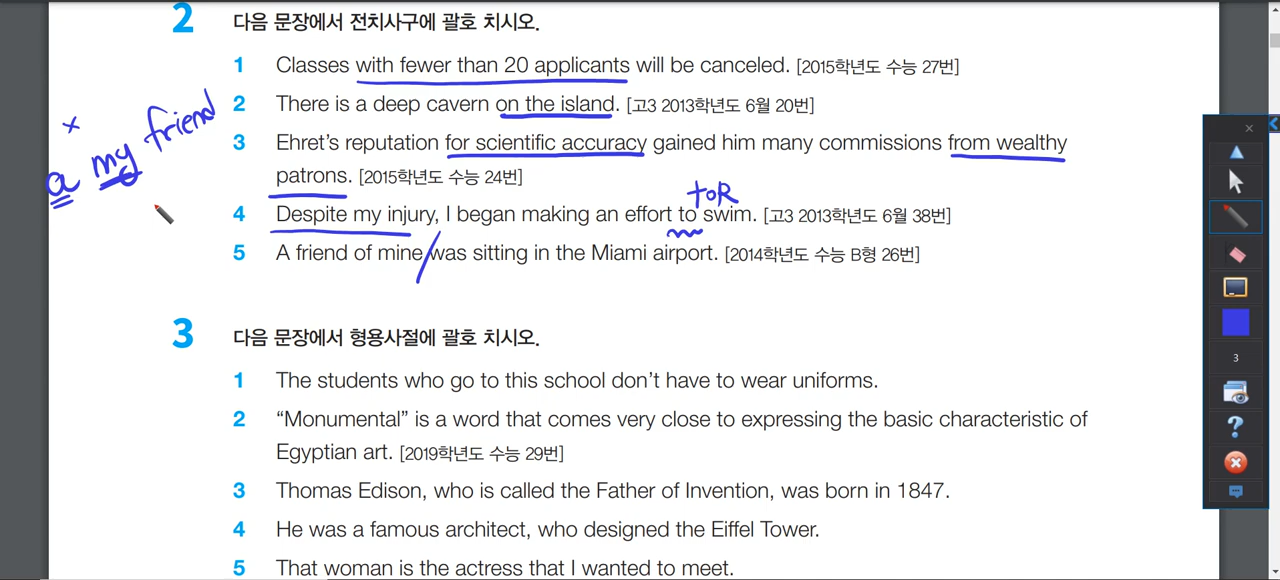 2 다음 문장에서 전치사구에 괄호 치시오.
1 Classes with fewer than 20 applicants will be canceled. [2015학년도 수능 27번]
2 There is a deep cavern on the island. [고3 2013학년도 6월 20번]
x
a my friend
3 Ehret's reputation for scientific accuracy gained him many commissions from wealthy
patrons. [2015학년도 수능 24번]
toR
4 Despite my injury, I began making an effort to swim. [고3 2013학년도 6월 38번]
5 A friend of mine was sitting in the Miami airport. [2014학년도 수능 B형 26번]
3 다음 문장에서 형용사절에 괄호 치시오.
1 The students who go to this school don't have to wear uniforms.
2 “Monumental” is a word that comes very close to expressing the basic characteristic of
Egyptian art. [2019학년도 수능 29번]
3 Thomas Edison, who is called the Father of Invention, was born in 1847.
4 He was a famous architect, who designed the Eiffel Tower.
5 That woman is the actress that I wanted to meet.
3
?